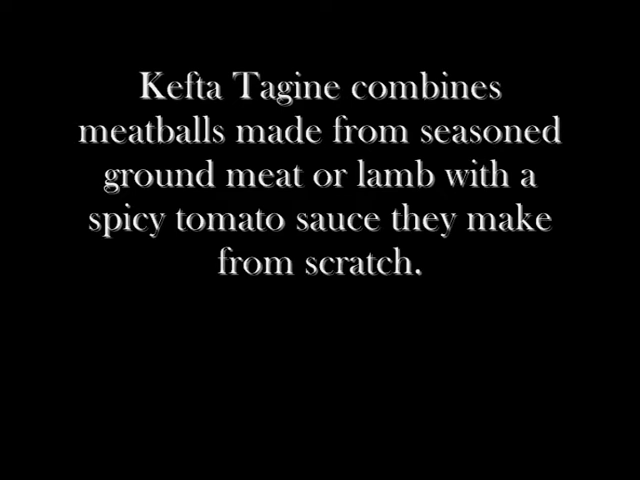 Kefta Tagine combines
meatballs made from seasoned
ground meat or lamb with a
spicy tomato sauce they make
from scratch.